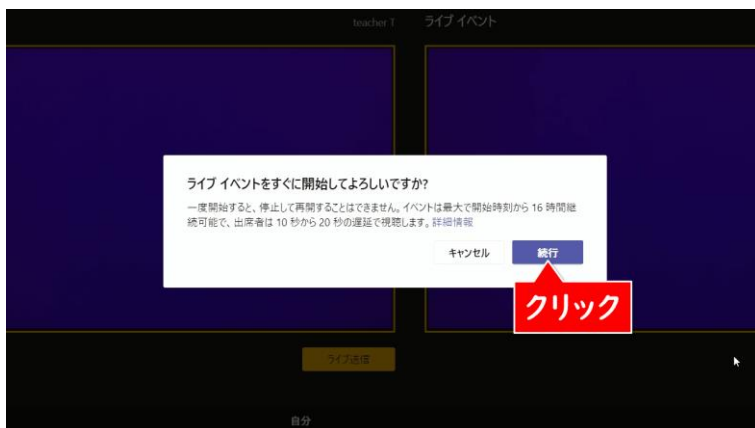 teacher T ライブ イベント
ライブ イベントをすぐに開始してよろしいですか?
一度開始すると、停止して再開することはできません。イベントは最大で開始時刻から 16 時間継
続可能で、出席者は 10 秒から 20 秒の遅延で視聴します。詳細情報
キャンセル 続行
クリック
ライブ送信
自分